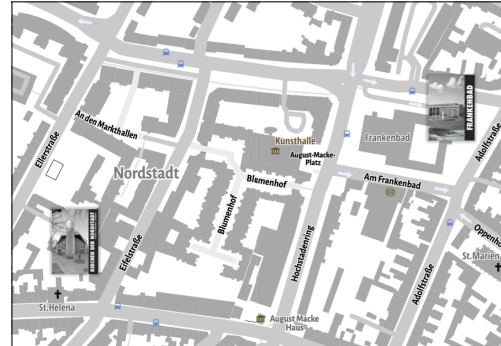 FRANKENBAD
Ellerstraße
An den Markthallen
Kunsthalle
August-Macke-
Platz
Frankenbad
Adolfstraße
Nordstadt
Blumenhof
Am Frankenbad
Blumenhof
Eifelstraße
KIRCHEN DER NORDSTADT
Hochstadenring
Adolfstraße
Oppenho
St.Marien
St.Helena
August Macke
Haus